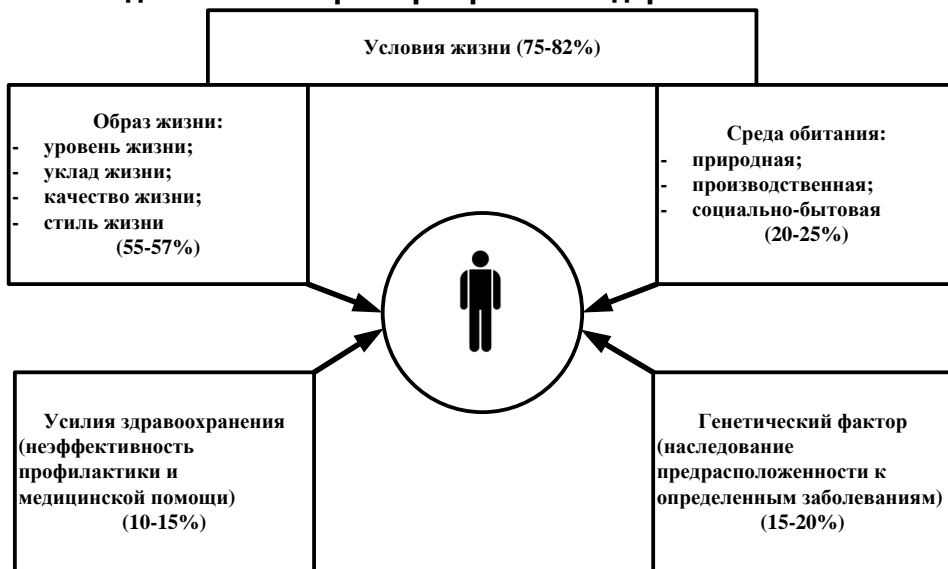 Условия жизни (75-82%)
Образ жизни:
- уровень жизни;
- уклад жизни;
- качество жизни;
- стиль жизни
(55-57%)
Среда обитания:
- природная;
- производственная;
- социально-бытовая
(20-25%)
Усилия здравоохранения
(неэффективность
профилактики и
медицинской помощи)
(10-15%)
Генетический фактор
(наследование
предрасположенности к
определенным заболеваниям)
(15-20%)